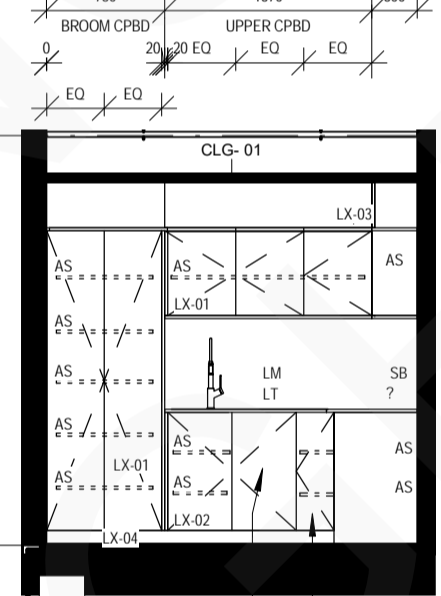 BROOM CPBD UPPER CPBD
0 20 20 EQ EQ EQ
EQ EQ
CLG- 01
LX-03
AS AS AS
LX-01
AS
AS LM SB
LT ?
AS AS AS
LX-01
AS AS AS
LX-02
LX-04